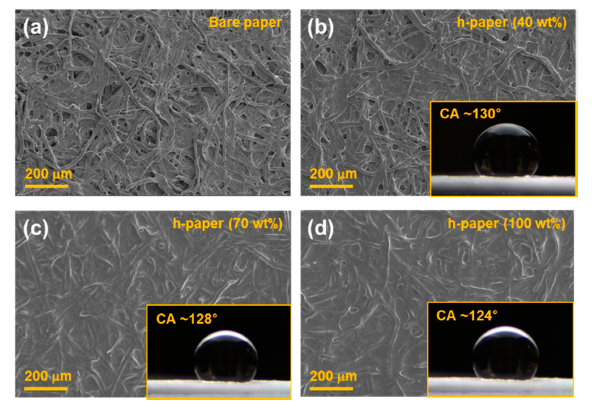 (a)
Bare paper
200 μm
(b)
h-paper (40 wt%)
CA ~130°
200 μm
(c)
h-paper (70 wt%)
CA ~128°
200 μm
(d)
h-paper (100 wt%)
CA ~124°
200 μm